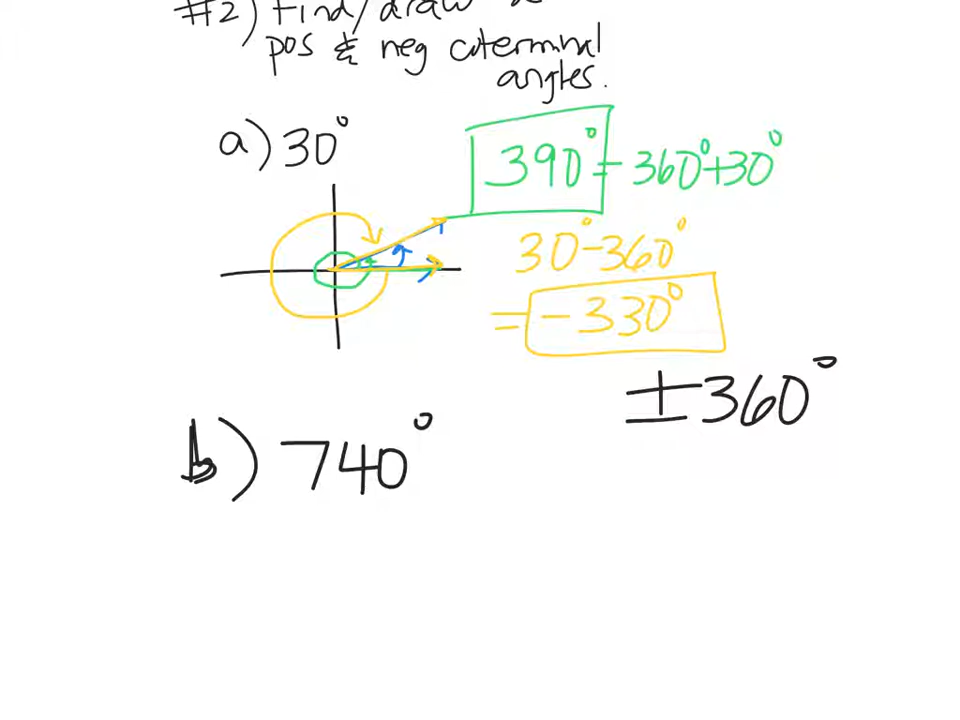 #2) Find/draw a
pos & neg coterminal
angles.
a) 30°
390° = 360° + 30°
30° - 360°
= -330°
± 360°
b) 740°